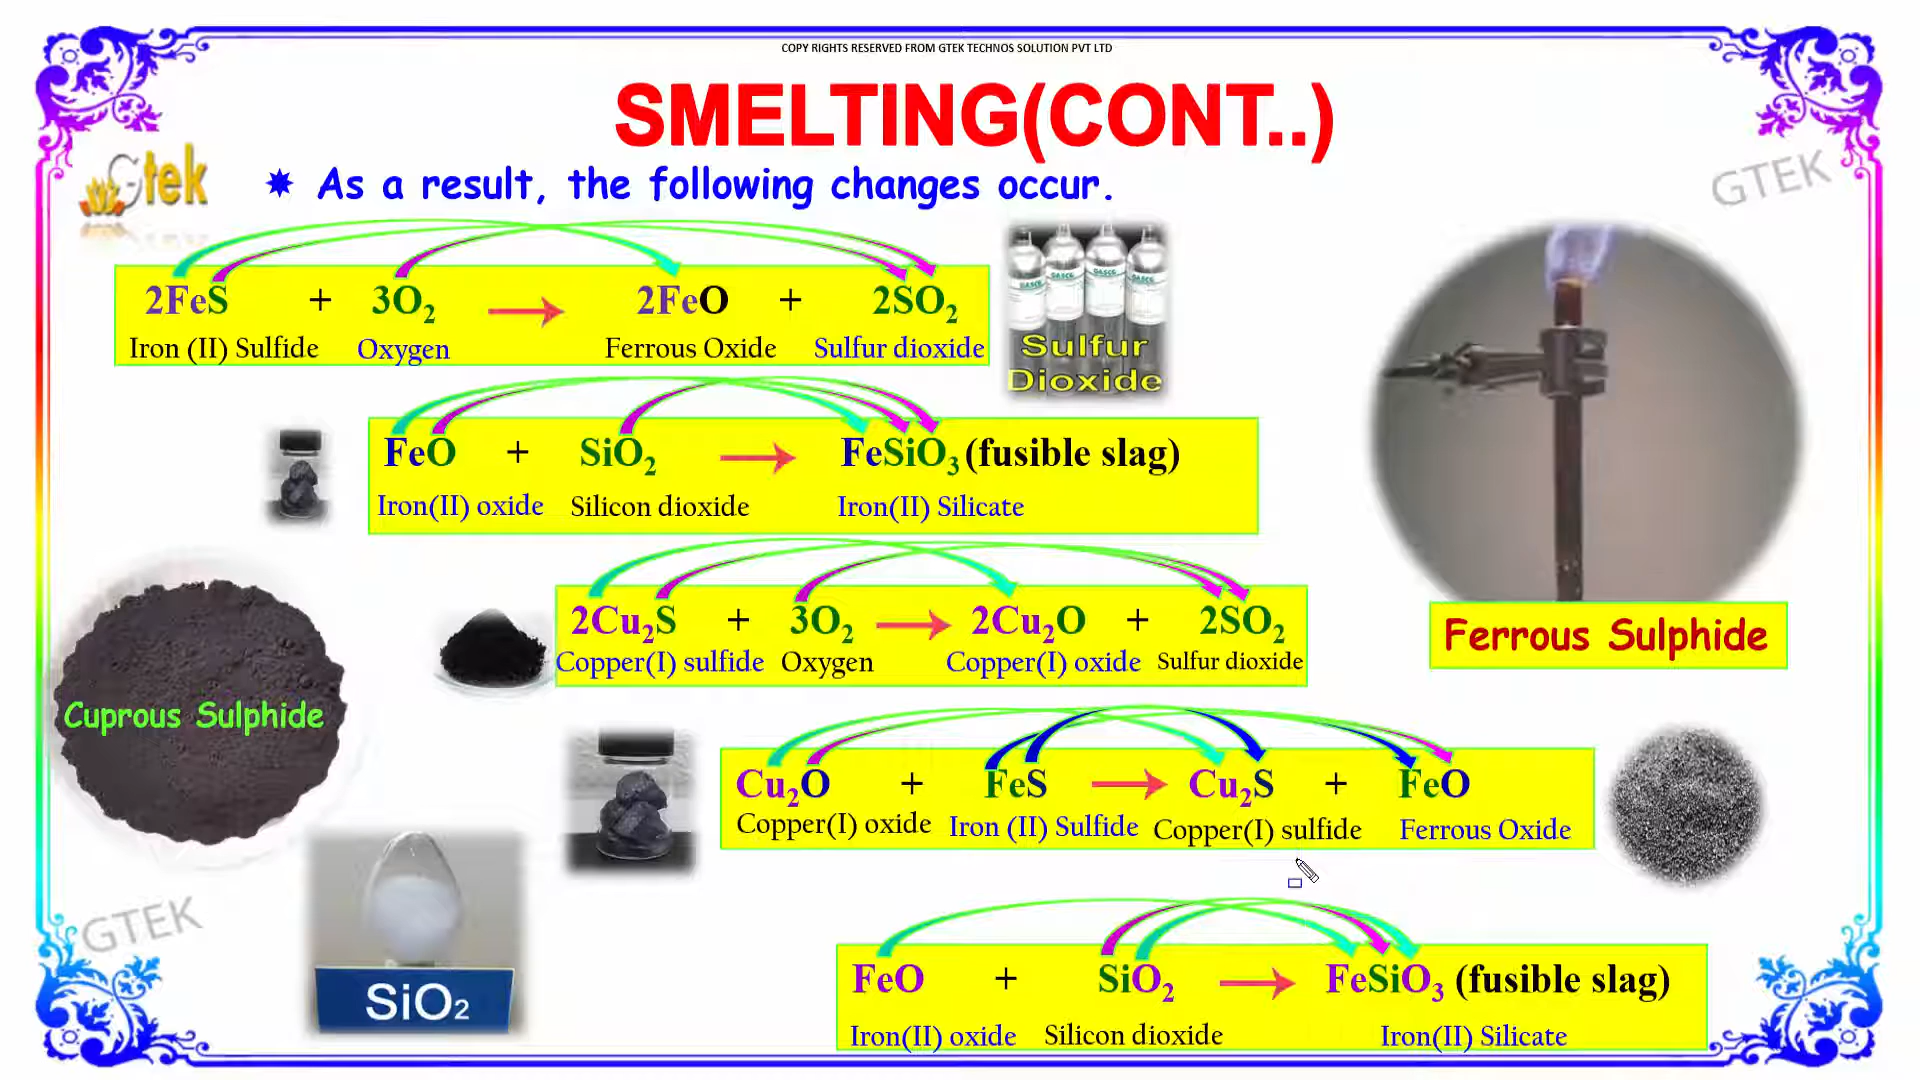 COPY RIGHTS RESERVED FROM GTEK TECHNOS SOLUTION PVT LTD
SMELTING(CONT..)
Gtek
GTEK
✷ As a result, the following changes occur.
2FeS + 3O₂ → 2FeO + 2SO₂
Iron (II) Sulfide Oxygen Ferrous Oxide Sulfur dioxide
Sulfur
Dioxide
FeO + SiO₂ → FeSiO₃ (fusible slag)
Iron(II) oxide Silicon dioxide Iron(II) Silicate
2Cu₂S + 3O₂ → 2Cu₂O + 2SO₂
Copper(I) sulfide Oxygen Copper(I) oxide Sulfur dioxide
Ferrous Sulphide
Cuprous Sulphide
Cu₂O + FeS → Cu₂S + FeO
Copper(I) oxide Iron (II) Sulfide Copper(I) sulfide Ferrous Oxide
GTEK
SiO₂
FeO + SiO₂ → FeSiO₃ (fusible slag)
Iron(II) oxide Silicon dioxide Iron(II) Silicate
GTEK